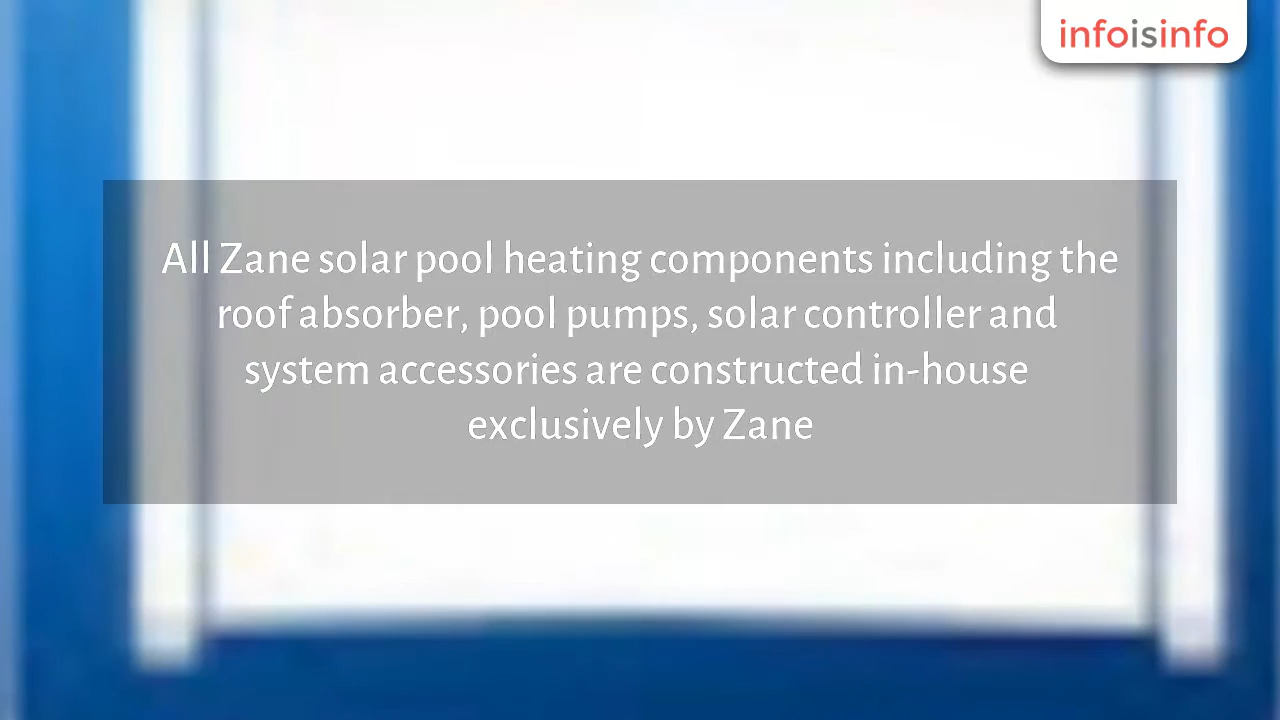 infoisinfo
All Zane solar pool heating components including the
roof absorber, pool pumps, solar controller and
system accessories are constructed in-house
exclusively by Zane